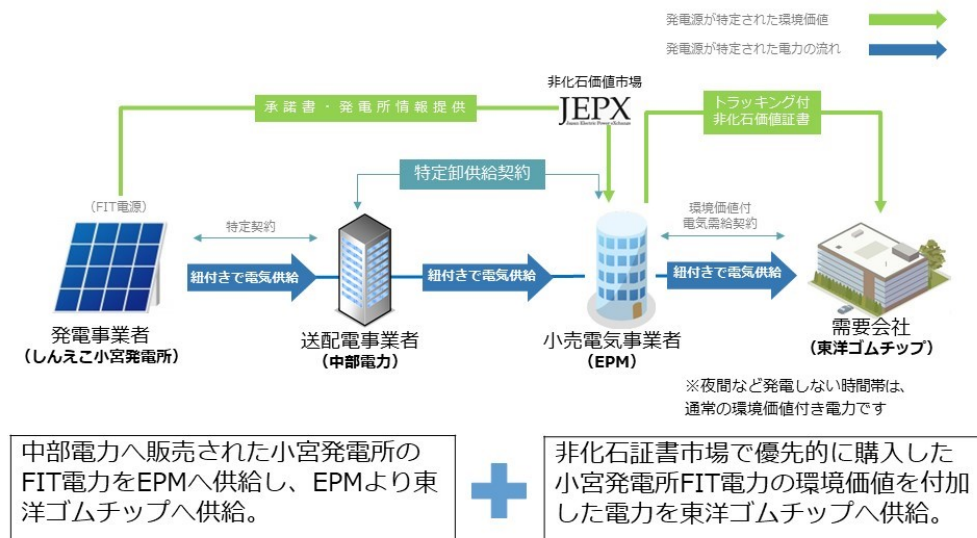 発電源が特定された環境価値
発電源が特定された電力の流れ
非化石価値市場
JEPX
承諾書・発電所情報提供
トラッキング付
非化石価値証書
特定卸供給契約
(FIT電源)
特定契約
環境価値付
電気需給契約
紐付きで電気供給
紐付きで電気供給
紐付きで電気供給
発電事業者
（しんえこ小宮発電所）
送配電事業者
（中部電力）
小売電気事業者
（EPM）
需要会社
（東洋ゴムチップ）
※夜間など発電しない時間帯は、
通常の環境価値付き電力です
中部電力へ販売された小宮発電所の
FIT電力をEPMへ供給し、EPMより東
洋ゴムチップへ供給。
非化石証書市場で優先的に購入した
小宮発電所FIT電力の環境価値を付加
した電力を東洋ゴムチップへ供給。